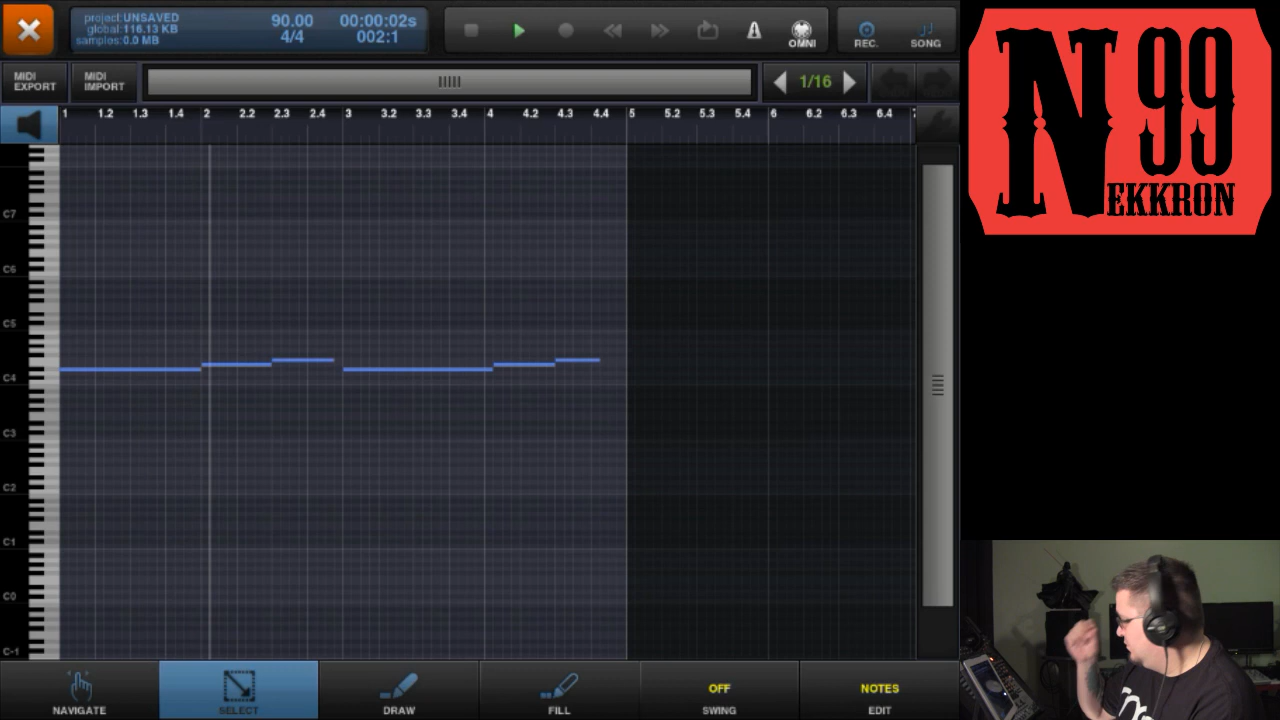 project:UNSAVED
global:116.13 KB
samples:0.0 MB
90.00
4/4
00:00:02s
002:1
OMNI
REC.
SONG
MIDI EXPORT
MIDI IMPORT
1/16
1 1.2 1.3 1.4 2 2.2 2.3 2.4 3 3.2 3.3 3.4 4 4.2 4.3 4.4 5 5.2 5.3 5.4 6 6.2 6.3 6.4
C7
C6
C5
C4
C3
C2
C1
C0
C-1
NAVIGATE
SELECT
DRAW
FILL
OFF
SWING
NOTES
EDIT
N99
NEKKRON